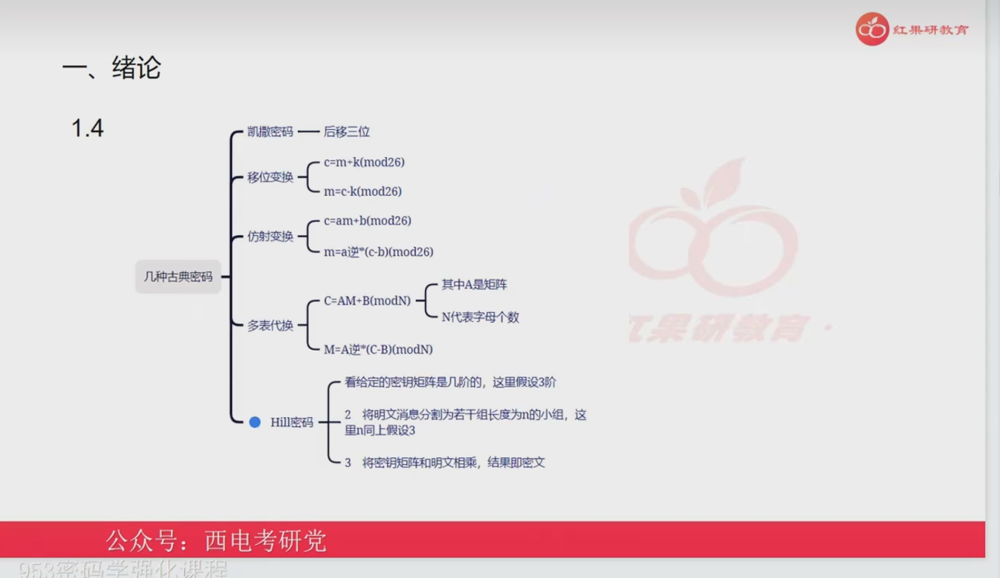 红果研教育
一、绪论
1.4
几种古典密码
凯撒密码
后移三位
移位变换
c=m+k(mod26)
m=c-k(mod26)
仿射变换
c=am+b(mod26)
m=a逆*(c-b)(mod26)
多表代换
C=AM+B(modN)
其中A是矩阵
N代表字母个数
M=A逆*(C-B)(modN)
Hill密码
看给定的密钥矩阵是几阶的，这里假设3阶
2 将明文消息分割为若干组长度为n的小组，这
里n同上假设3
3 将密钥矩阵和明文相乘，结果即密文
红果研教育·
公众号：西电考研党
953密码学强化课程